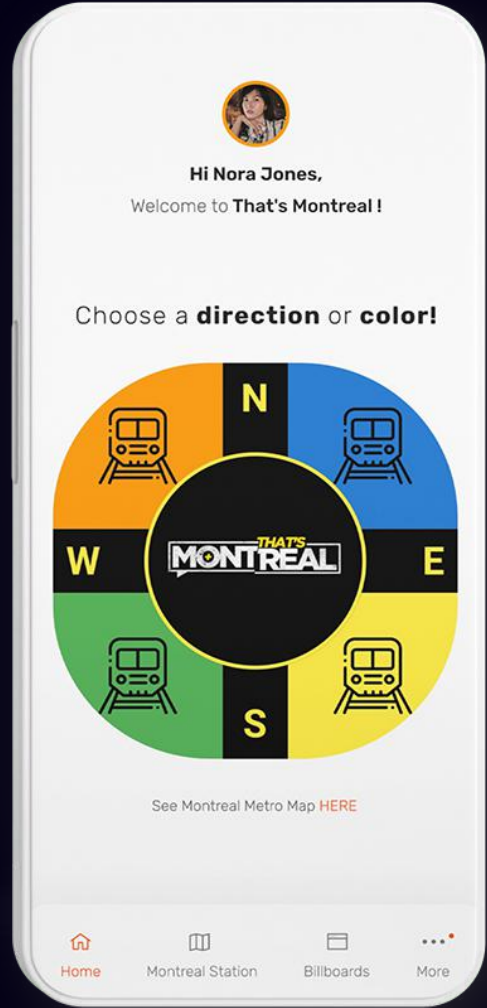 Hi Nora Jones,
Welcome to That's Montreal !
Choose a direction or color!
N
THAT'S
MONTREAL
W
E
S
See Montreal Metro Map HERE
Home
Montreal Station
Billboards
More